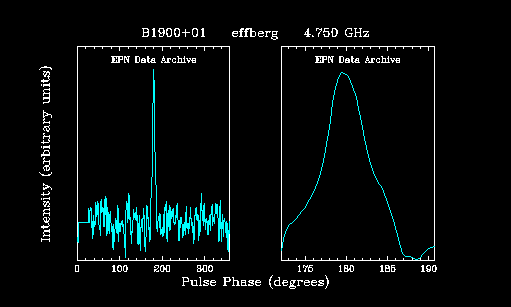 B1900+01 effberg 4.750 GHz
EPN Data Archive
EPN Data Archive
Intensity (arbitrary units)
0 100 200 300
175 180 185 190
Pulse Phase (degrees)